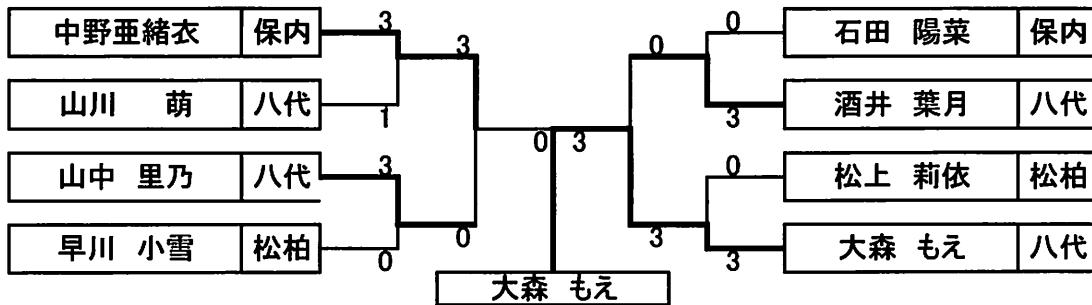 中野亜緒衣 保内 3 0 石田 陽菜 保内
3 0
山川 萌 八代 1 3 酒井 葉月 八代
0 3
山中 里乃 八代 3 0 松上 莉依 松柏
0 3
早川 小雪 松柏 0 3 大森 もえ 八代
大森 もえ